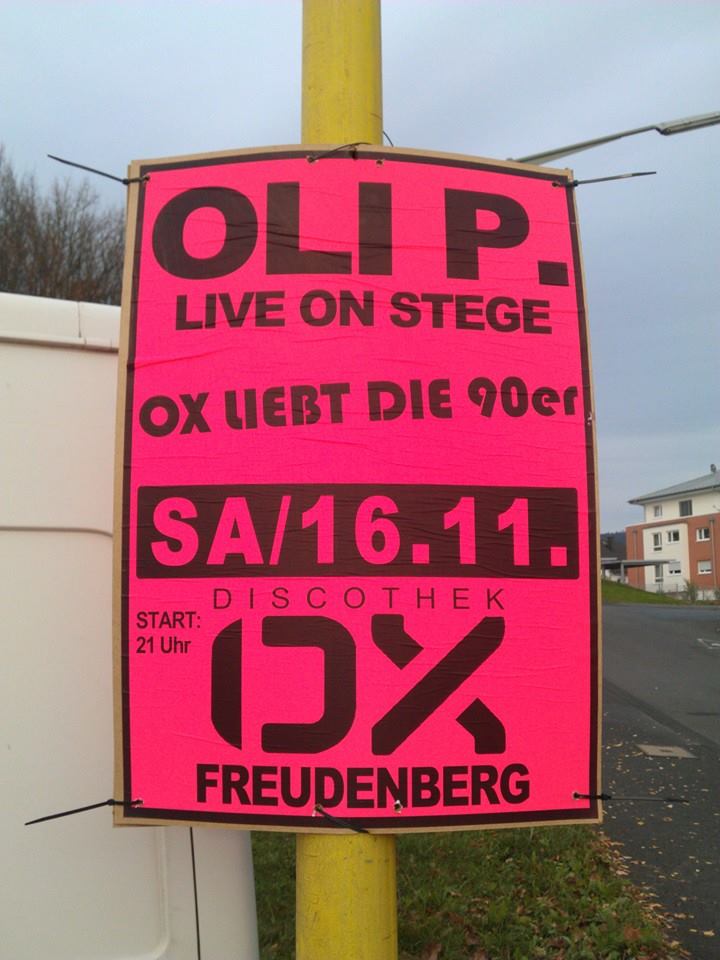 OLI P.
LIVE ON STEGE
OX LIEBT DIE 90er
SA/16.11.
DISCOTHEK
START:
21 Uhr
OX
FREUDENBERG